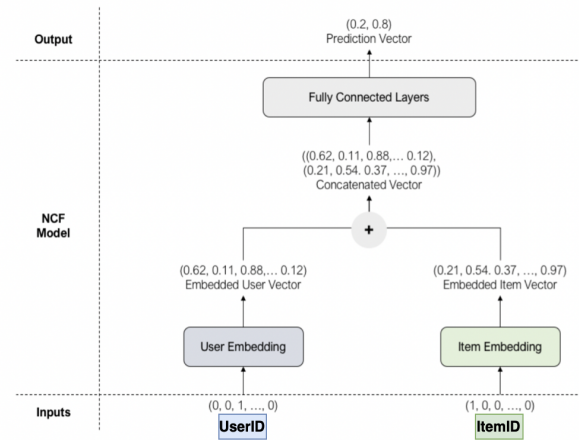 (0.2, 0.8)
Output
Prediction Vector
Fully Connected Layers
((0.62, 0.11, 0.88,... 0.12),
(0.21, 0.54. 0.37, ..., 0.97))
Concatenated Vector
NCF
Model
+
(0.62, 0.11, 0.88,... 0.12)
Embedded User Vector
(0.21, 0.54. 0.37, ..., 0.97)
Embedded Item Vector
User Embedding
Item Embedding
Inputs
(0, 0, 1, ..., 0)
UserID
(1, 0, 0, ..., 0)
ItemID